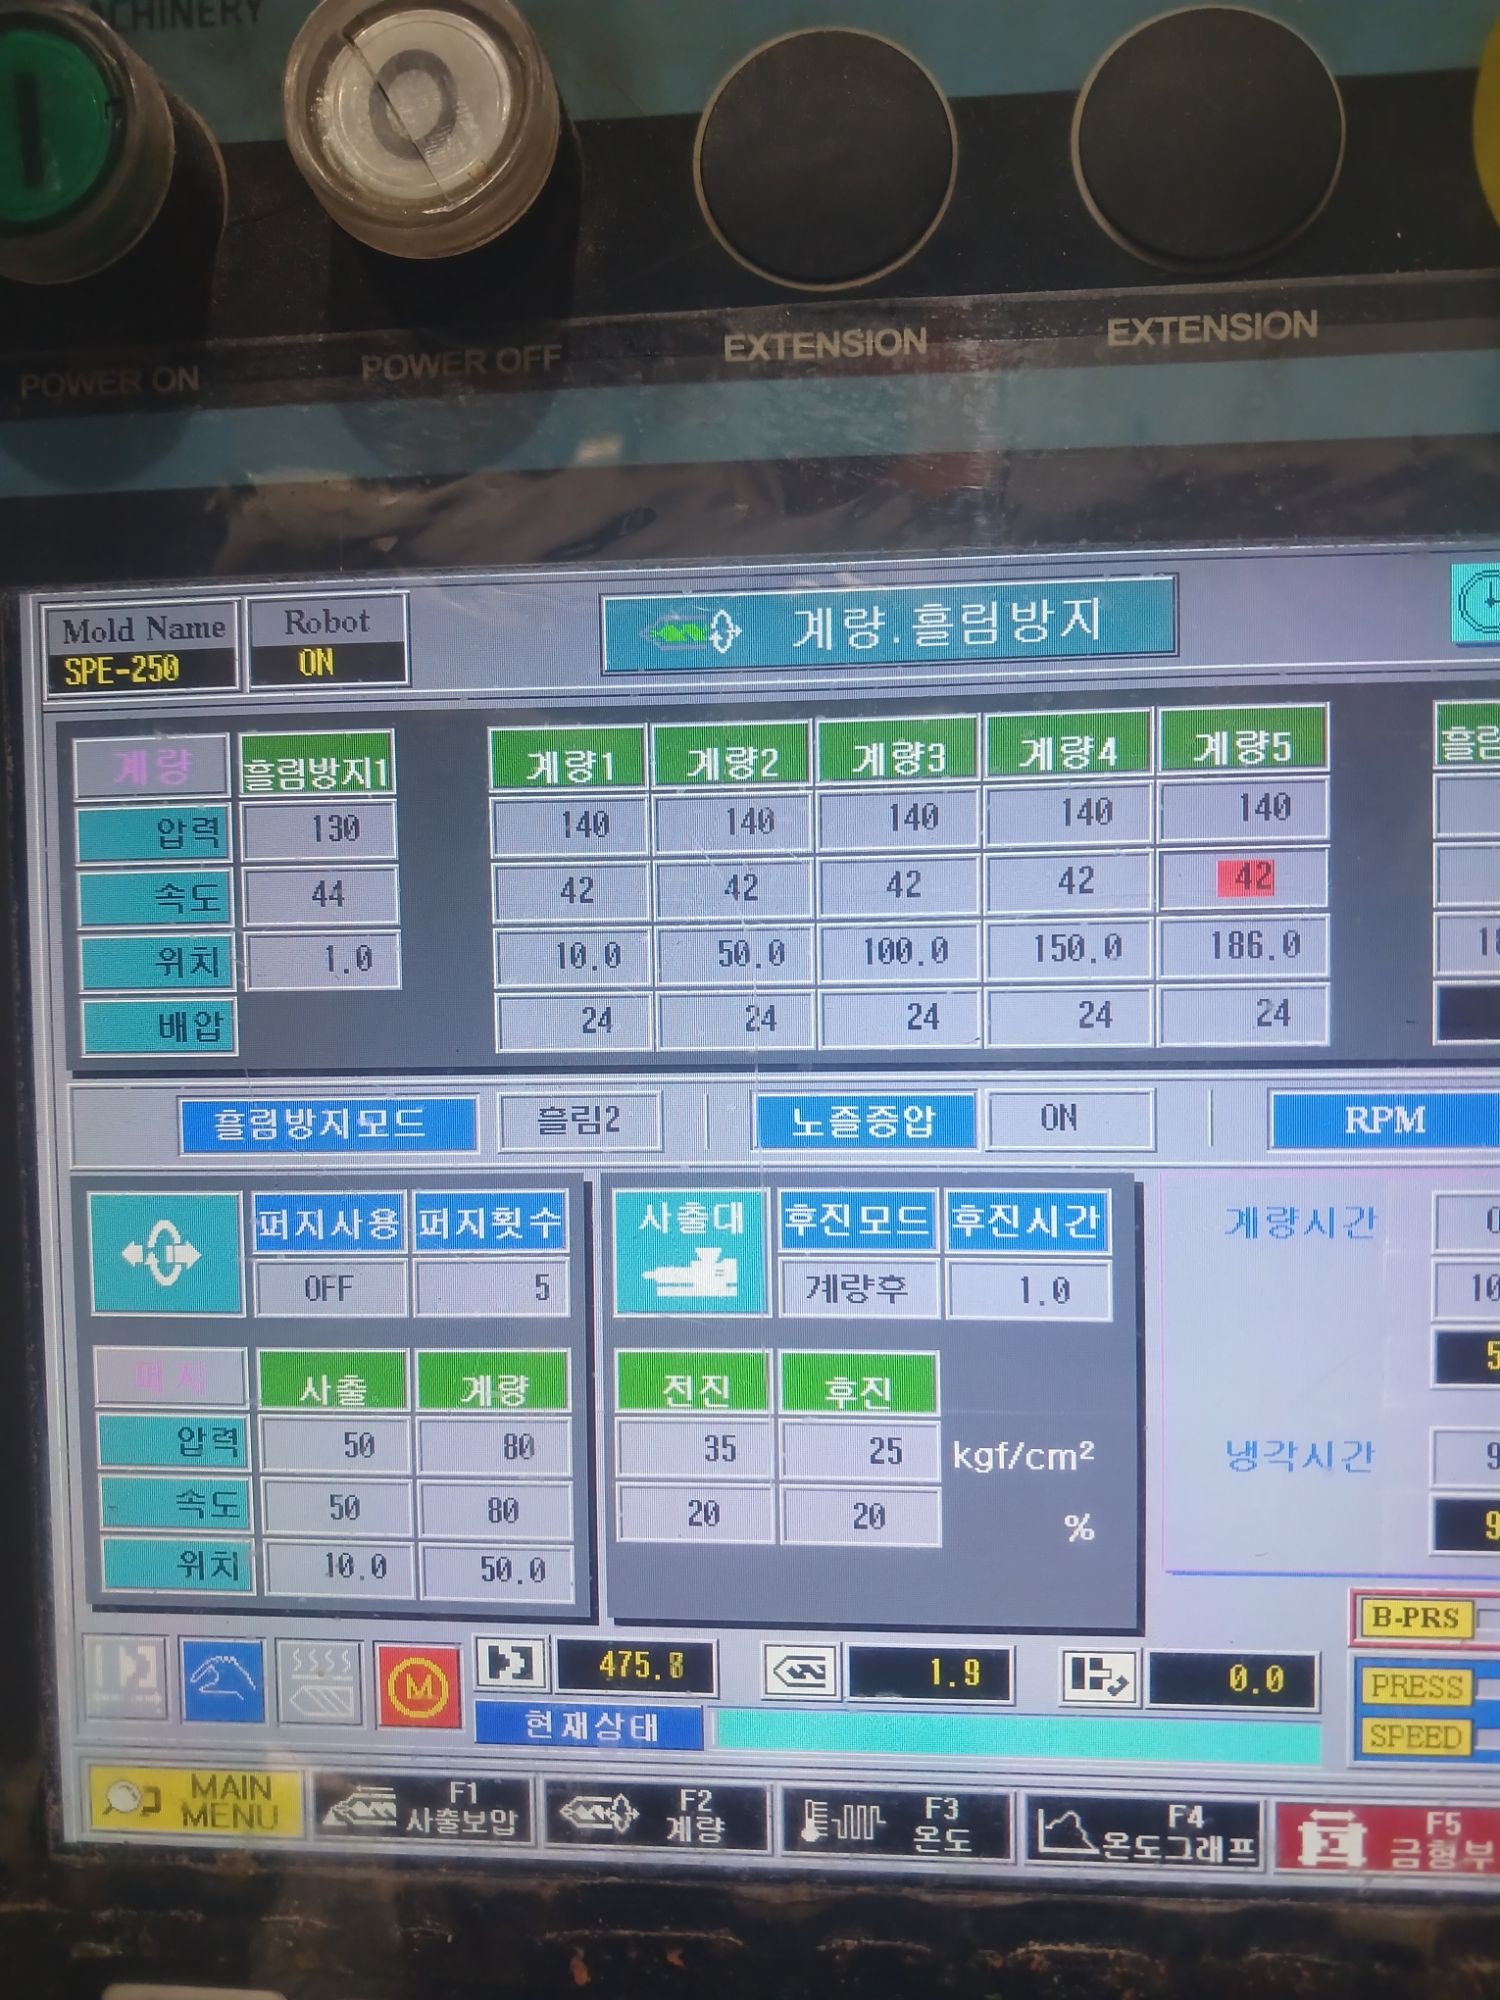 MACHINERY
POWER ON
POWER OFF
EXTENSION
EXTENSION
Mold Name
SPE-250
Robot
ON
계량.흘림방지
계량 흘림방지1 계량1 계량2 계량3 계량4 계량5 흘림
압력 130 140 140 140 140 140
속도 44 42 42 42 42 42
위치 1.0 10.0 50.0 100.0 150.0 186.0
배압 24 24 24 24 24
흘림방지모드 흘림2 노즐증압 ON RPM
퍼지사용 퍼지횟수
OFF 5
사출대 후진모드 후진시간
계량후 1.0
계량시간
퍼지 사출 계량
압력 50 80
속도 50 80
위치 10.0 50.0
전진 후진
35 25 kgf/cm²
20 20 %
냉각시간
B-PRS
M 475.8 1.9 0.0
PRESS
현재상태
SPEED
MAIN MENU
F1 사출보압
F2 계량
F3 온도
F4 온도그래프
F5 금형부